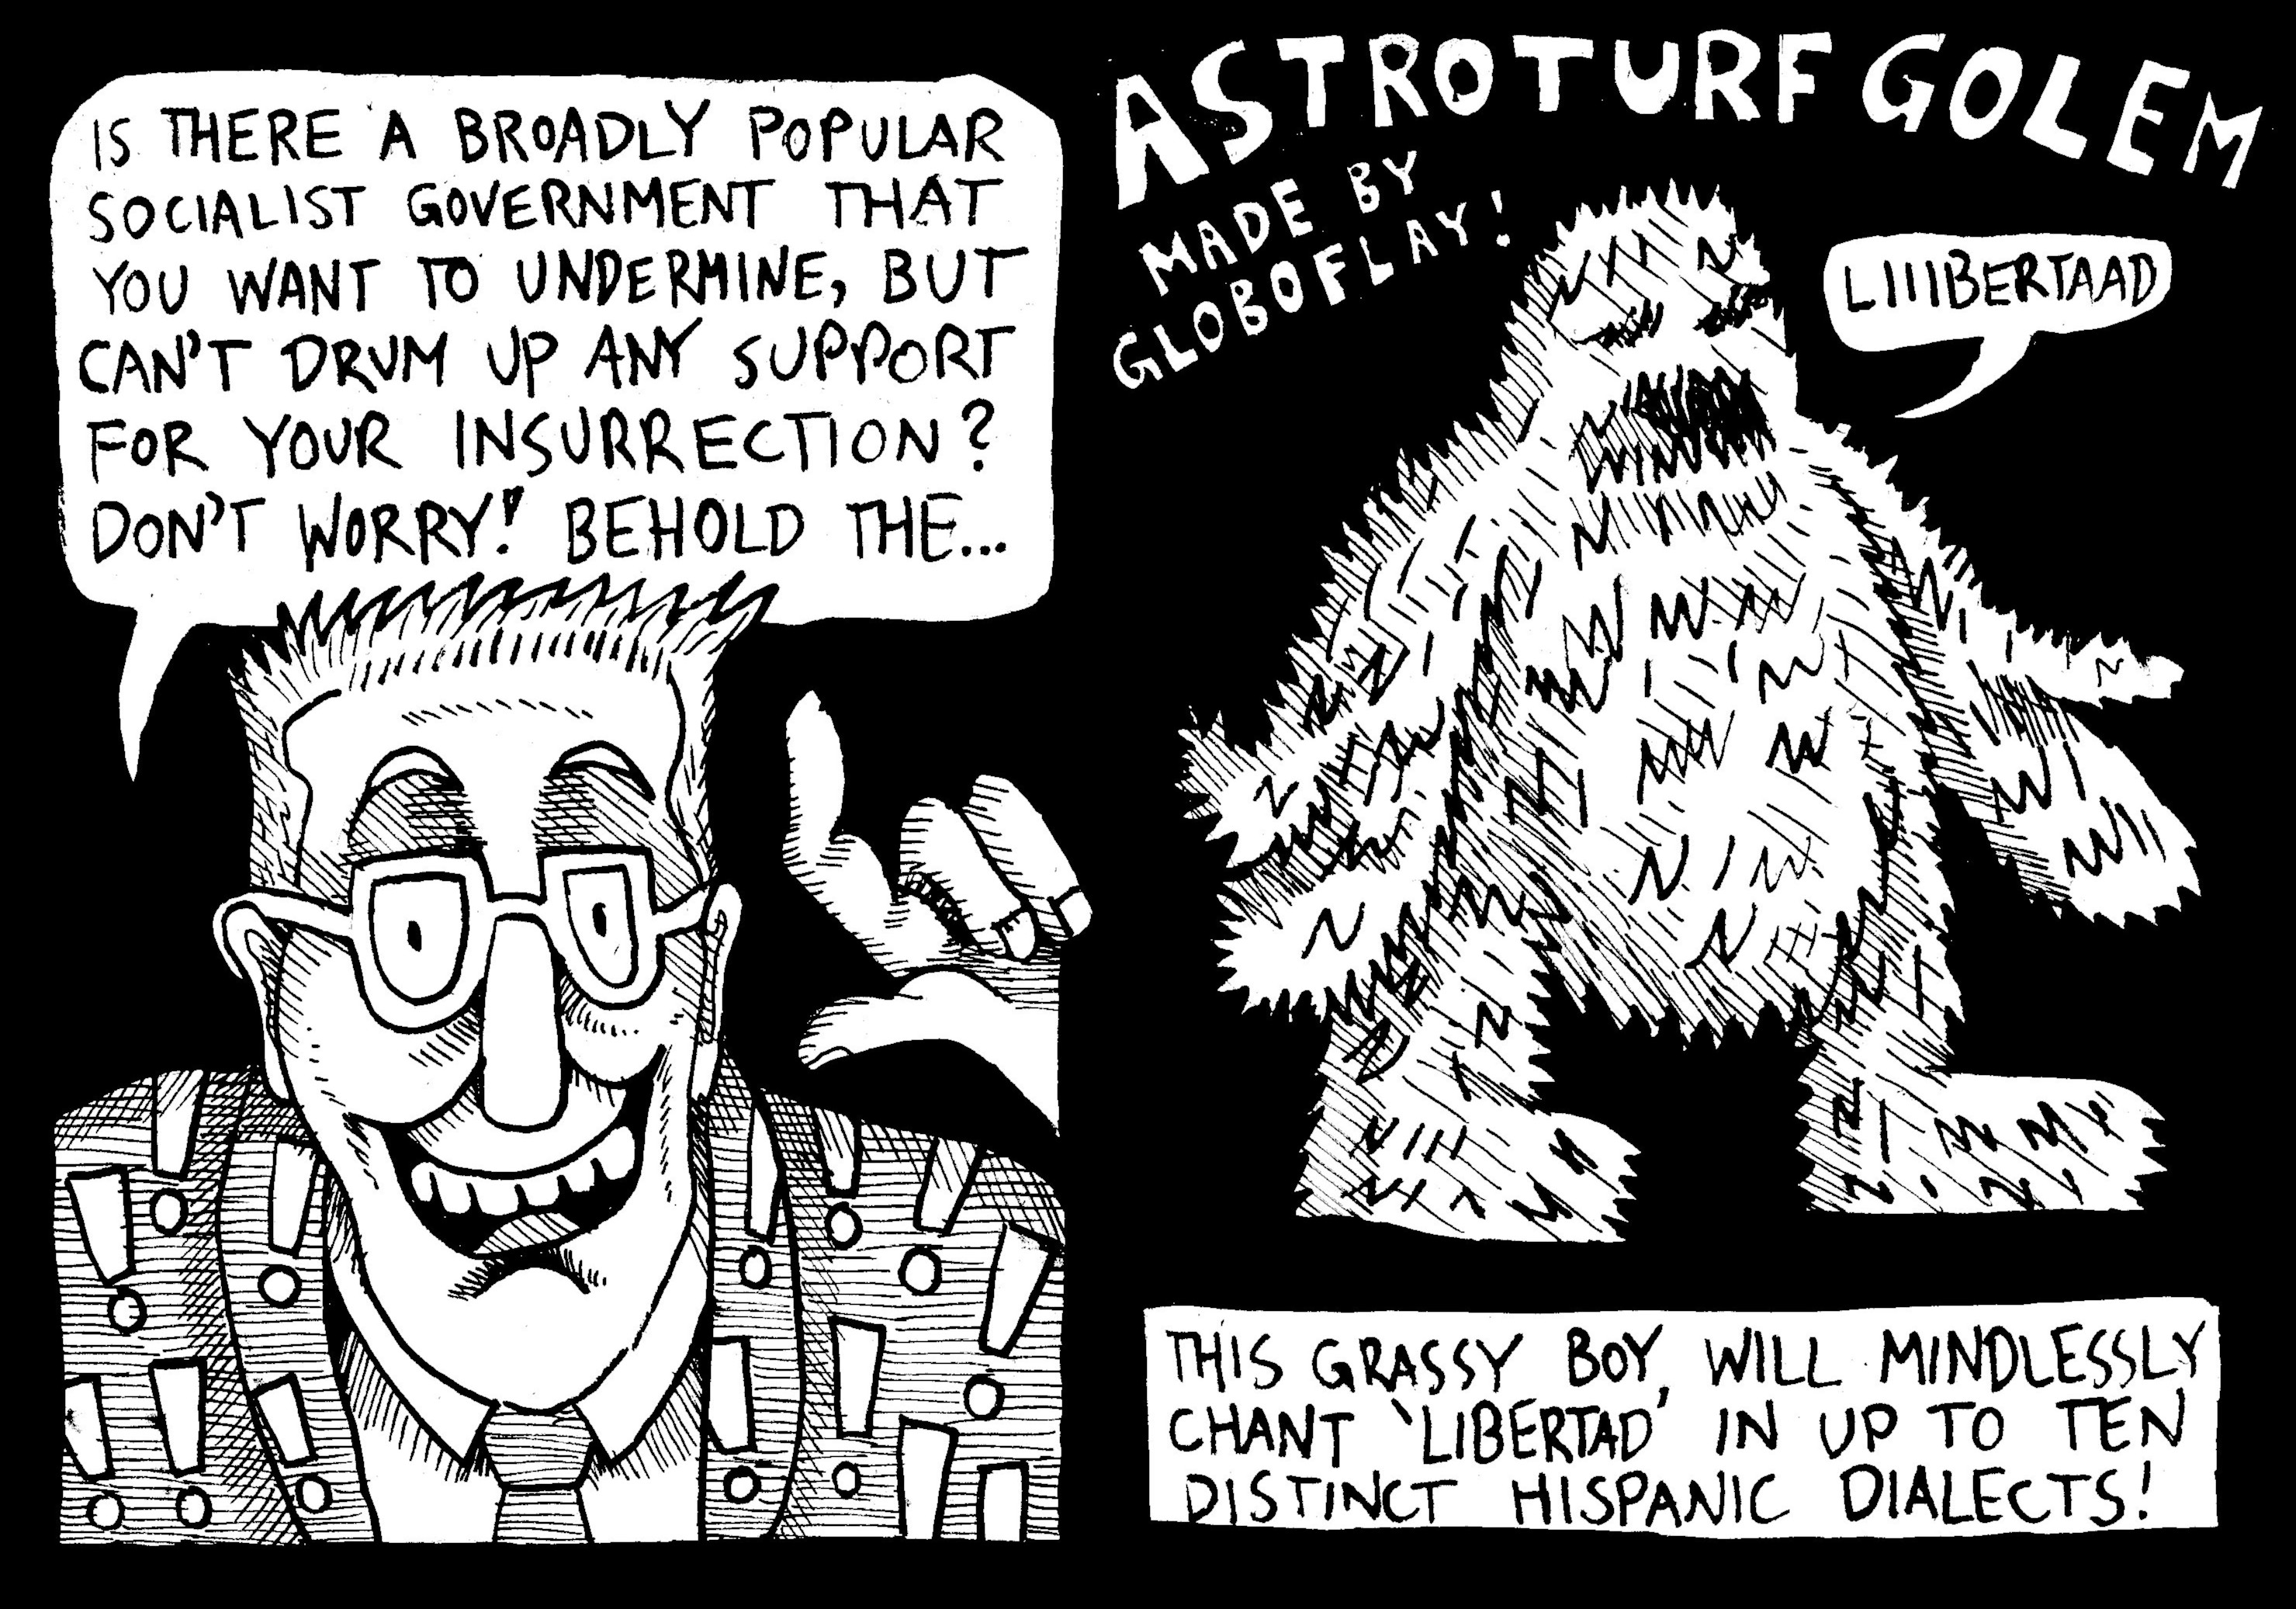 IS THERE A BROADLY POPULAR
SOCIALIST GOVERNMENT THAT
YOU WANT TO UNDERMINE, BUT
CAN'T DRUM UP ANY SUPPORT
FOR YOUR INSURRECTION?
DON'T WORRY! BEHOLD THE...
ASTROTURF GOLEM
MADE BY
GLOBOFLAY!
LIIIBERTAAD
THIS GRASSY BOY, WILL MINDLESSLY
CHANT 'LIBERTAD' IN UP TO TEN
DISTINCT HISPANIC DIALECTS!